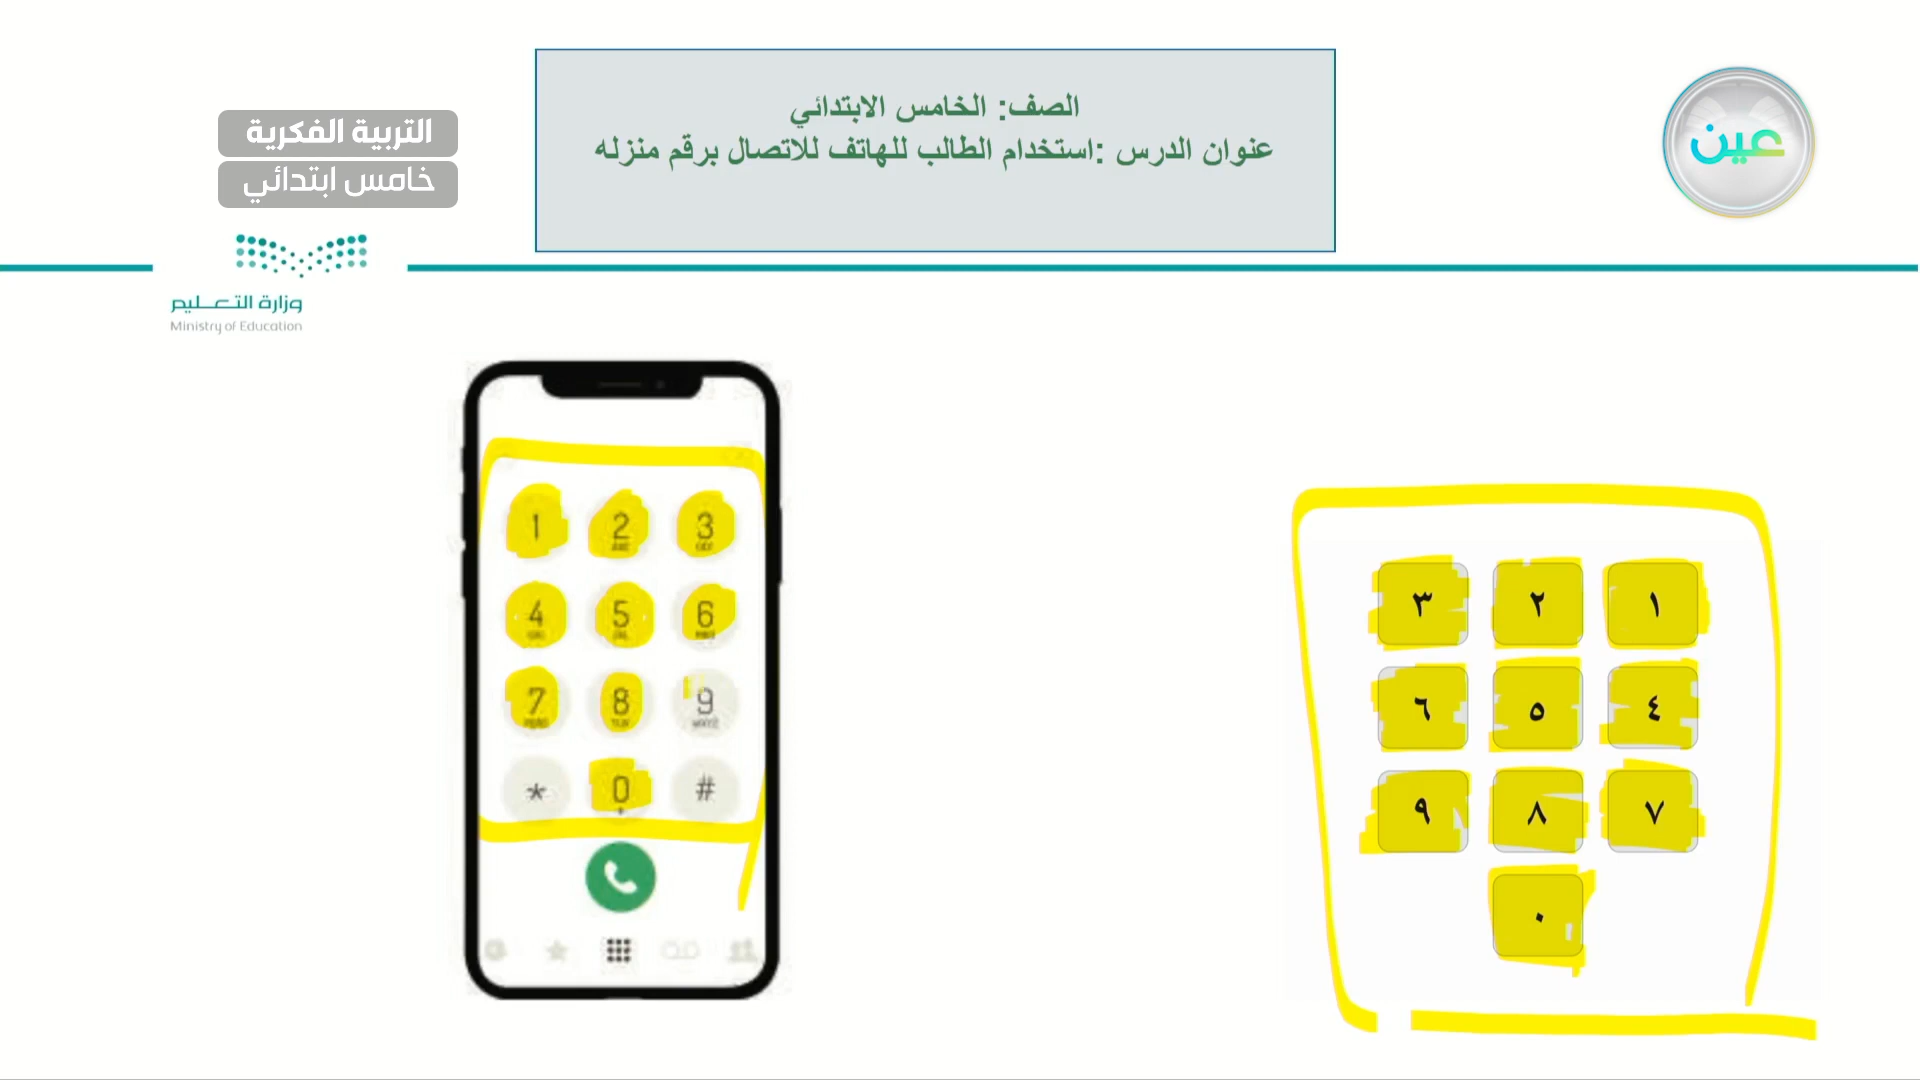 الصف: الخامس الابتدائي
عنوان الدرس :استخدام الطالب للهاتف للاتصال برقم منزله
عين
التربية الفكرية
خامس ابتدائي
وزارة التعليم
Ministry of Education
١ ٢ ٣
٤ ٥ ٦
٧ ٨ ٩
٠
1 2 3
4 5 6
7 8 9
* 0 #